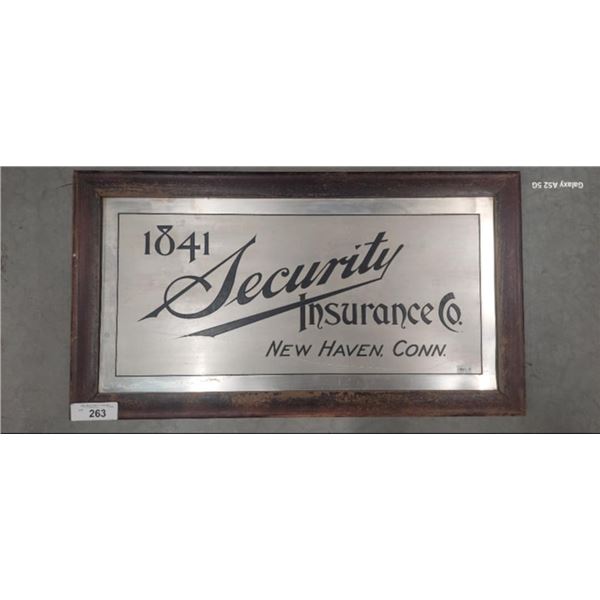 1841
Security
Insurance Co.
New Haven, Conn.
263
Galaxy A52 5G